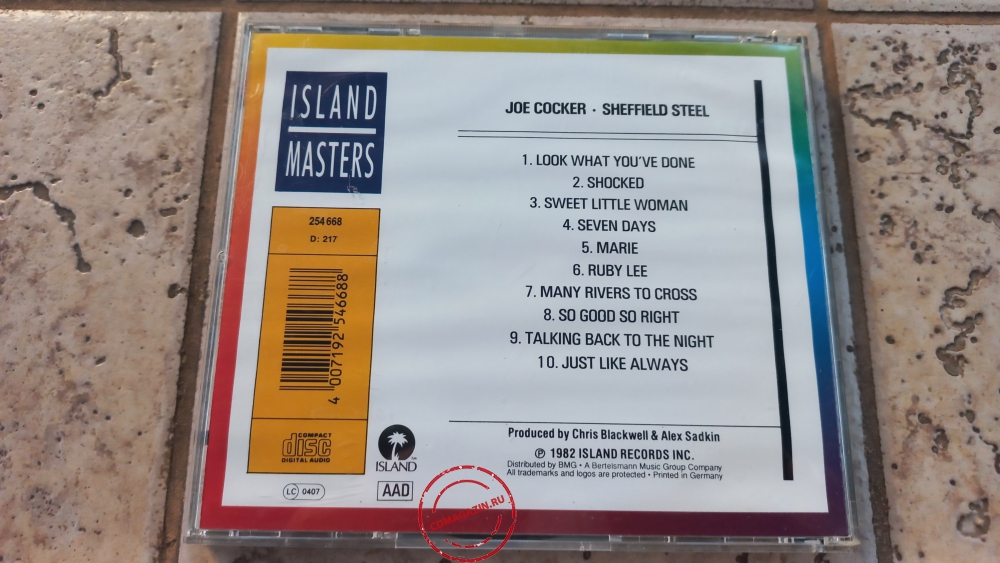 ISLAND
MASTERS
254 668
D: 217
4 007192 546688
COMPACT
disc
DIGITAL AUDIO
LC 0407
ISLAND
AAD
JOE COCKER · SHEFFIELD STEEL
1. LOOK WHAT YOU'VE DONE
2. SHOCKED
3. SWEET LITTLE WOMAN
4. SEVEN DAYS
5. MARIE
6. RUBY LEE
7. MANY RIVERS TO CROSS
8. SO GOOD SO RIGHT
9. TALKING BACK TO THE NIGHT
10. JUST LIKE ALWAYS
Produced by Chris Blackwell & Alex Sadkin
℗ 1982 ISLAND RECORDS INC.
Distributed by BMG • A Bertelsmann Music Group Company
All trademarks and logos are protected • Printed in Germany
CDMAGAZIN.RU